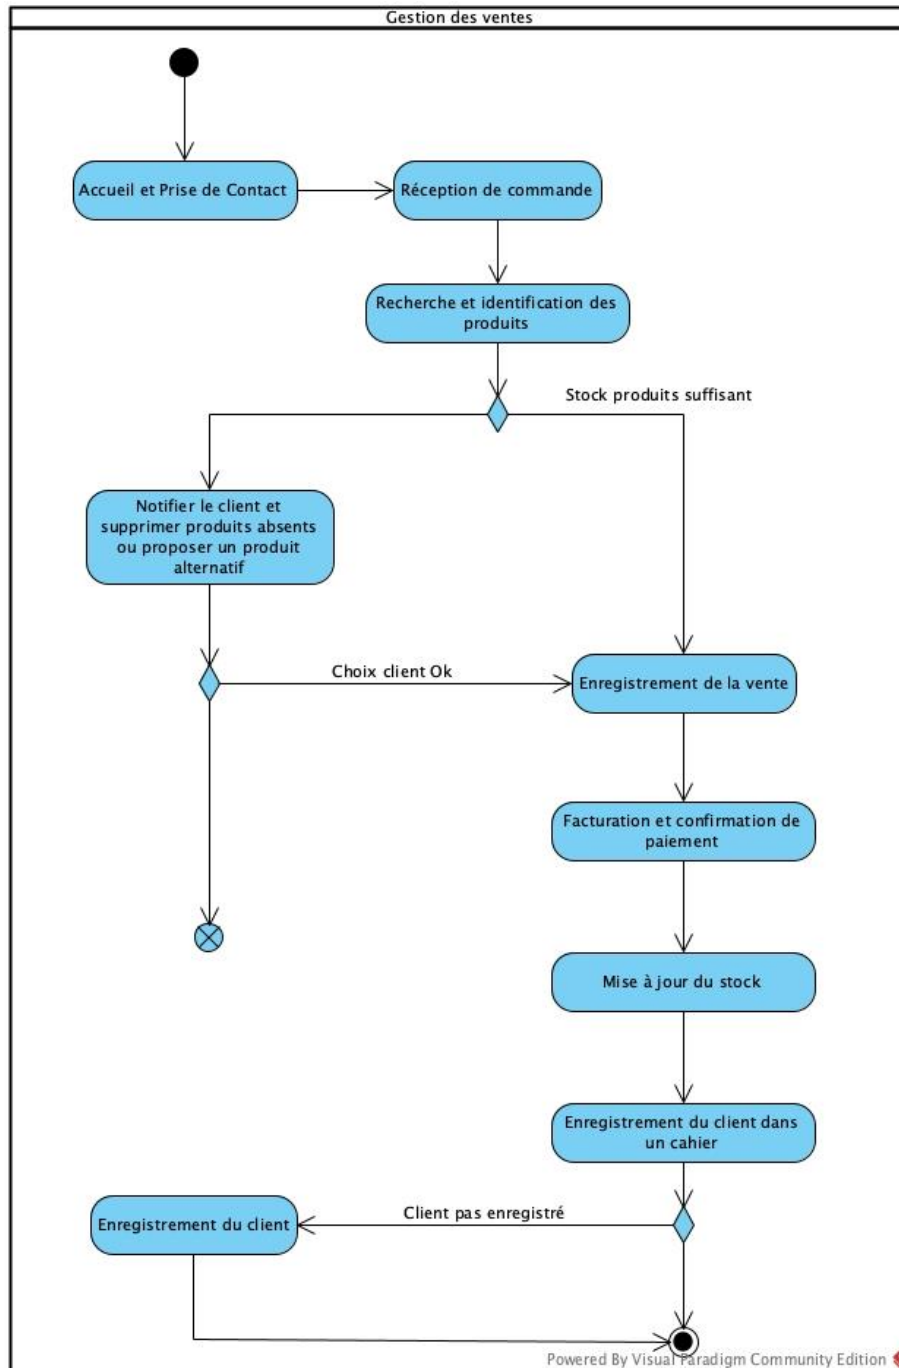 Gestion des ventes
Accueil et Prise de Contact
Réception de commande
Recherche et identification des
produits
Stock produits suffisant
Notifier le client et
supprimer produits absents
ou proposer un produit
alternatif
Choix client Ok
Enregistrement de la vente
Facturation et confirmation de
paiement
Mise à jour du stock
Enregistrement du client dans
un cahier
Client pas enregistré
Enregistrement du client
Powered By Visual Paradigm Community Edition